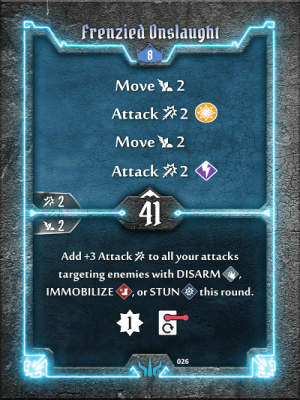 Frenzied Onslaught
8
Move 2
Attack 2
Move 2
Attack 2
2
41
2
Add +3 Attack to all your attacks
targeting enemies with DISARM,
IMMOBILIZE, or STUN this round.
1
026